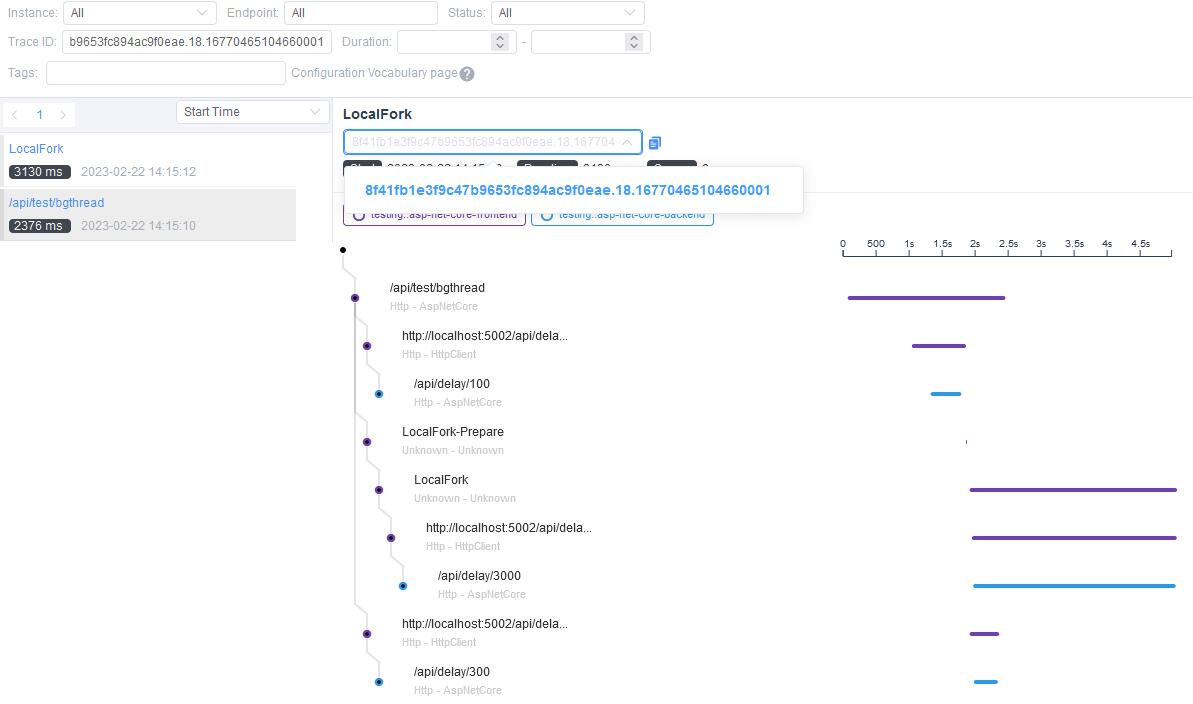 Instance: All Endpoint: All Status: All
Trace ID: b9653fc894ac9f0eae.18.16770465104660001 Duration: -
Tags: Configuration Vocabulary page ?
1 Start Time
LocalFork
3130 ms 2023-02-22 14:15:12
/api/test/bgthread
2376 ms 2023-02-22 14:15:10
LocalFork
8f41fb1e3f9c47b9653fc894ac9f0eae.18.167704
8f41fb1e3f9c47b9653fc894ac9f0eae.18.16770465104660001
testing::asp-net-core-frontend testing::asp-net-core-backend
0 500 1s 1.5s 2s 2.5s 3s 3.5s 4s 4.5s
/api/test/bgthread
Http - AspNetCore
http://localhost:5002/api/dela...
Http - HttpClient
/api/delay/100
Http - AspNetCore
LocalFork-Prepare
Unknown - Unknown
LocalFork
Unknown - Unknown
http://localhost:5002/api/dela...
Http - HttpClient
/api/delay/3000
Http - AspNetCore
http://localhost:5002/api/dela...
Http - HttpClient
/api/delay/300
Http - AspNetCore